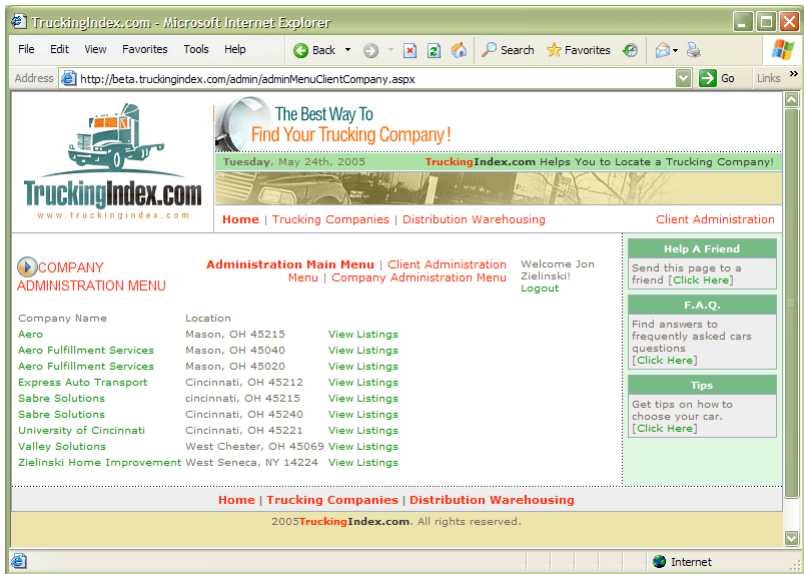 TruckingIndex.com - Microsoft Internet Explorer
File Edit View Favorites Tools Help Back Search Favorites
Address http://beta.truckingindex.com/admin/adminMenuClientCompany.aspx Go Links
The Best Way To
Find Your Trucking Company!
Tuesday, May 24th, 2005 TruckingIndex.com Helps You to Locate a Trucking Company!
TruckingIndex.com
www.truckingindex.com
Home | Trucking Companies | Distribution Warehousing Client Administration
COMPANY
ADMINISTRATION MENU
Administration Main Menu | Client Administration
Menu | Company Administration Menu
Welcome Jon
Zielinski!
Logout
Company Name Location
Aero Mason, OH 45215 View Listings
Aero Fulfillment Services Mason, OH 45040 View Listings
Aero Fulfillment Services Mason, OH 45020 View Listings
Express Auto Transport Cincinnati, OH 45212 View Listings
Sabre Solutions cincinnati, OH 45215 View Listings
Sabre Solutions Cincinnati, OH 45240 View Listings
University of Cincinnati Cincinnati, OH 45221 View Listings
Valley Solutions West Chester, OH 45069 View Listings
Zielinski Home Improvement West Seneca, NY 14224 View Listings
Help A Friend
Send this page to a
friend [Click Here]
F.A.Q.
Find answers to
frequently asked cars
questions
[Click Here]
Tips
Get tips on how to
choose your car.
[Click Here]
Home | Trucking Companies | Distribution Warehousing
2005TruckingIndex.com. All rights reserved.
Internet